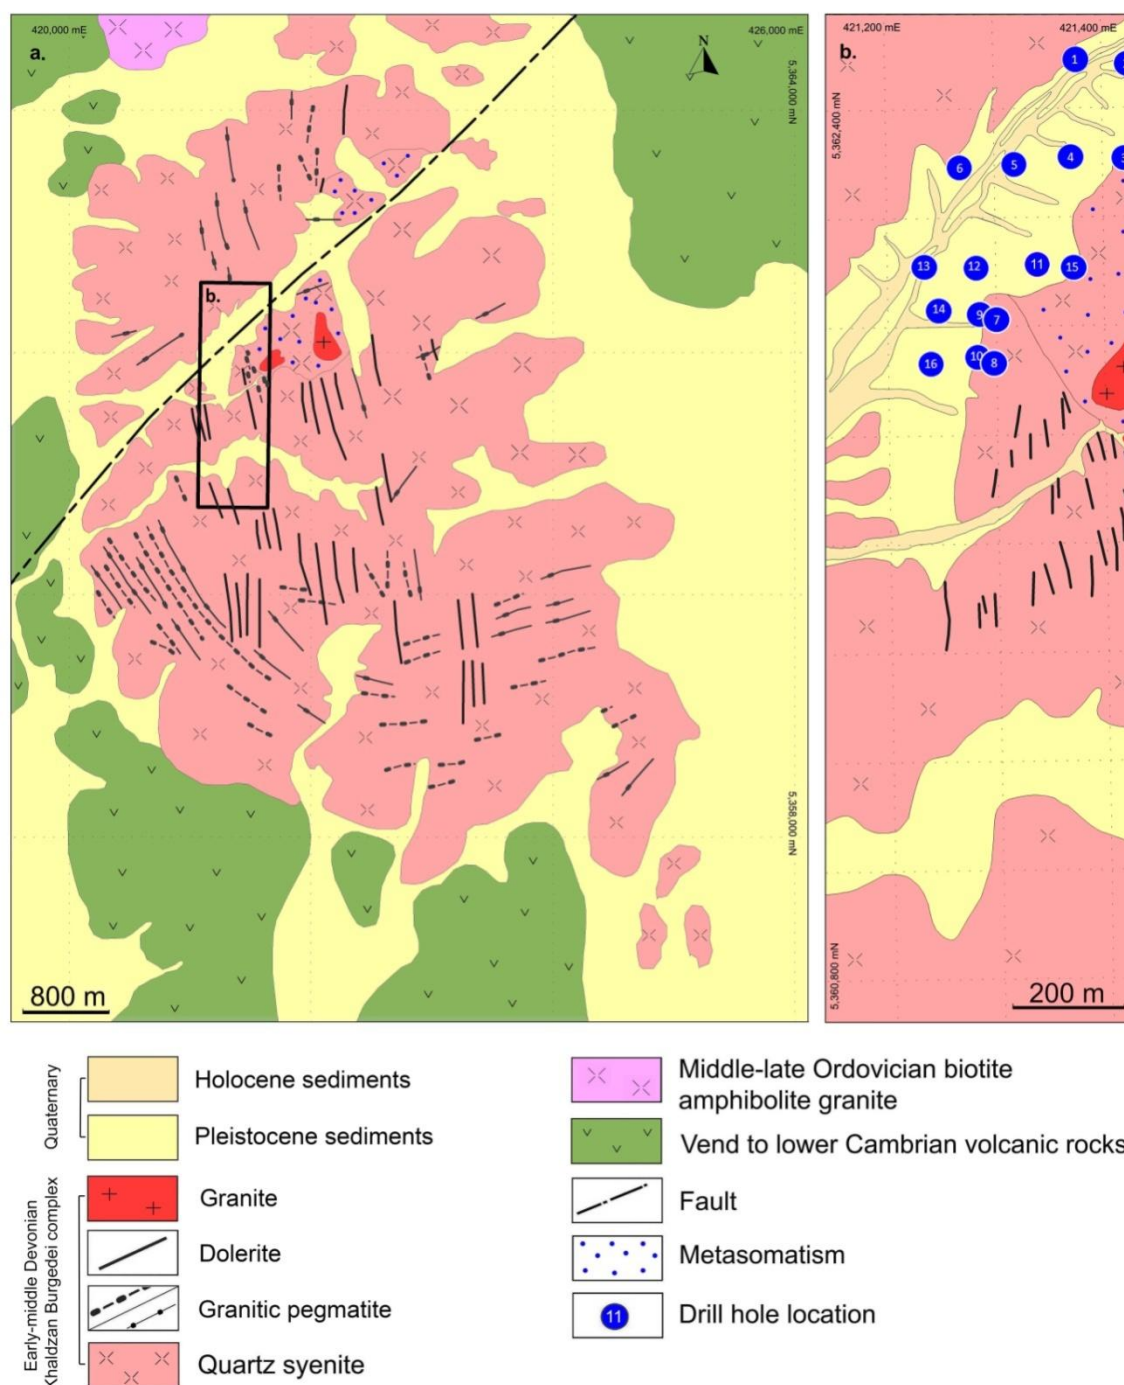 420,000 mE
426,000 mE
a.
N
5,364,000 mN
b.
5,358,000 mN
800 m
421,200 mE
421,400 mE
b.
5,362,400 mN
1
6
5
4
3
13
12
11
15
14
9
7
16
10
8
5,360,800 mN
200 m
Quaternary
Holocene sediments
Pleistocene sediments
Early-middle Devonian
Khaldzan Burgedei complex
Granite
Dolerite
Granitic pegmatite
Quartz syenite
Middle-late Ordovician biotite
amphibolite granite
Vend to lower Cambrian volcanic rocks
Fault
Metasomatism
11
Drill hole location